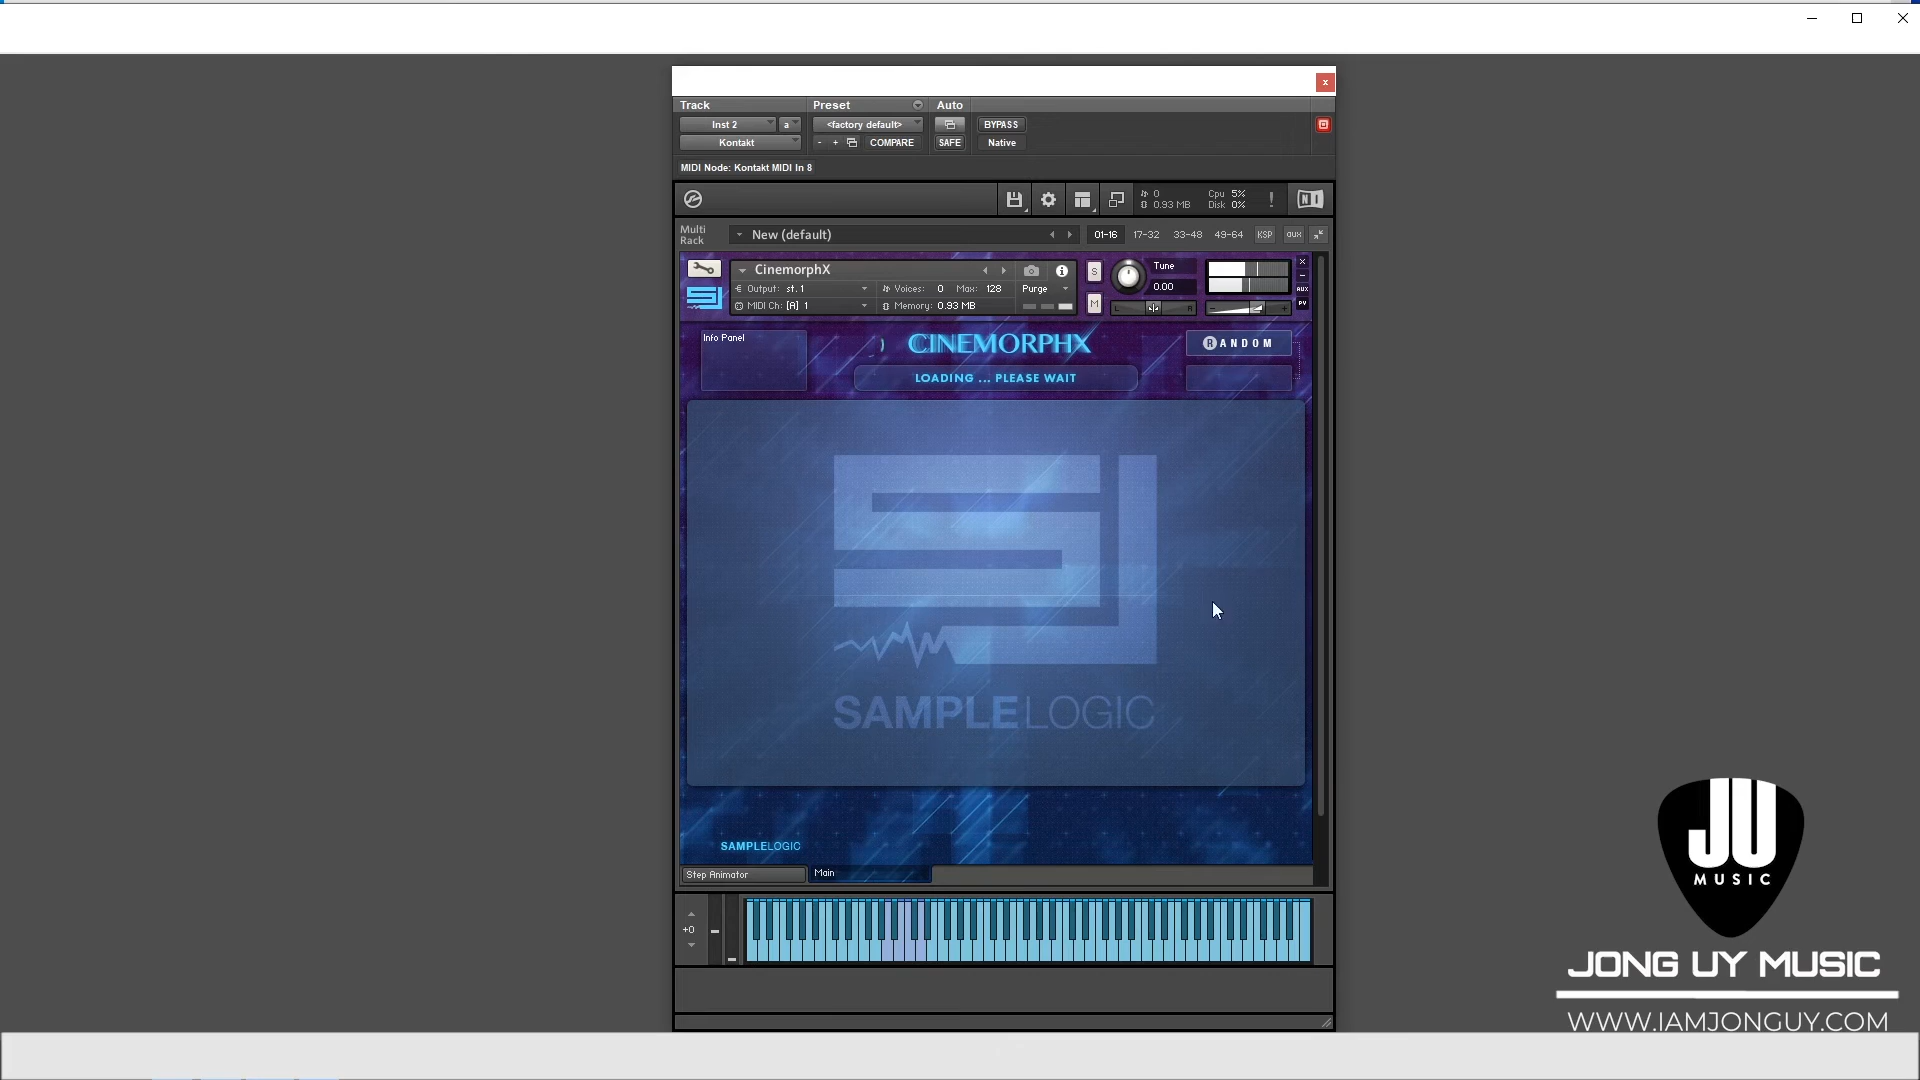 Track
Preset
Auto
Inst 2
a
<factory default>
BYPASS
Kontakt
- +
COMPARE
SAFE
Native
MIDI Node: Kontakt MIDI In 8
0
0.93 MB
Cpu 5%
Disk 0%
!
NI
Multi
Rack
New (default)
01-16
17-32
33-48
49-64
KSP
aux
CinemorphX
S
Tune
0.00
Output: st.1
Voices: 0 Max: 128
Purge
MIDI Ch: [A] 1
Memory: 0.93 MB
M
L
R
AUX
PV
Info Panel
CINEMORPHX
RANDOM
LOADING ... PLEASE WAIT
SAMPLELOGIC
SAMPLELOGIC
Step Animator
Main
+0
JU
MUSIC
JONG UY MUSIC
WWW.IAMJONGUY.COM